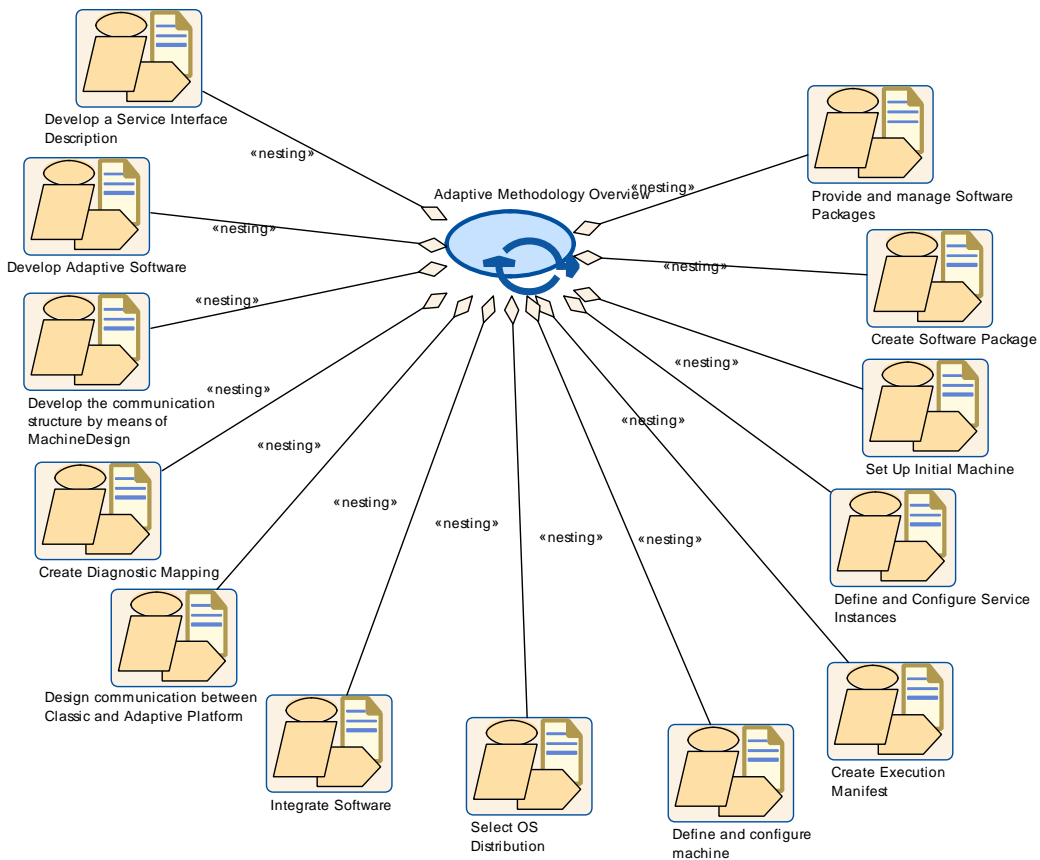 Develop a Service Interface
Description
«nesting»
Develop Adaptive Software
«nesting»
Develop the communication
structure by means of
MachineDesign
«nesting»
Create Diagnostic Mapping
«nesting»
Design communication between
Classic and Adaptive Platform
«nesting»
Integrate Software
«nesting»
Select OS
Distribution
«nesting»
Define and configure
machine
«nesting»
Create Execution
Manifest
«nesting»
Define and Configure Service
Instances
«nesting»
Set Up Initial Machine
«nesting»
Create Software Package
«nesting»
Provide and manage Software
Packages
«nesting»
Adaptive Methodology Overview